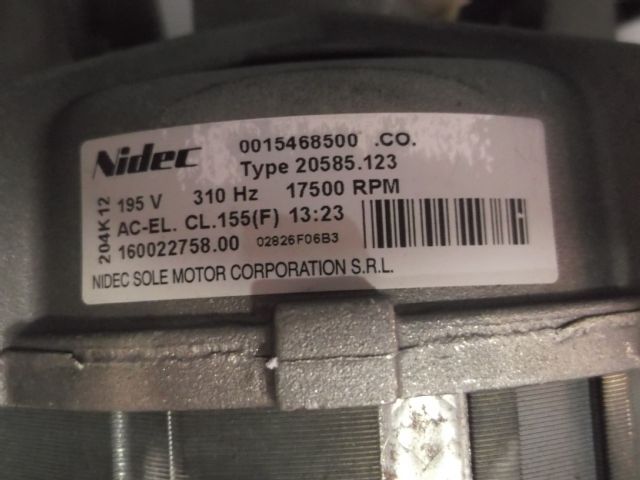 Nidec 0015468500 .CO.
Type 20585.123
195 V 310 Hz 17500 RPM
AC-EL. CL.155(F) 13:23
160022758.00 02826F06B3
204K12
NIDEC SOLE MOTOR CORPORATION S.R.L.